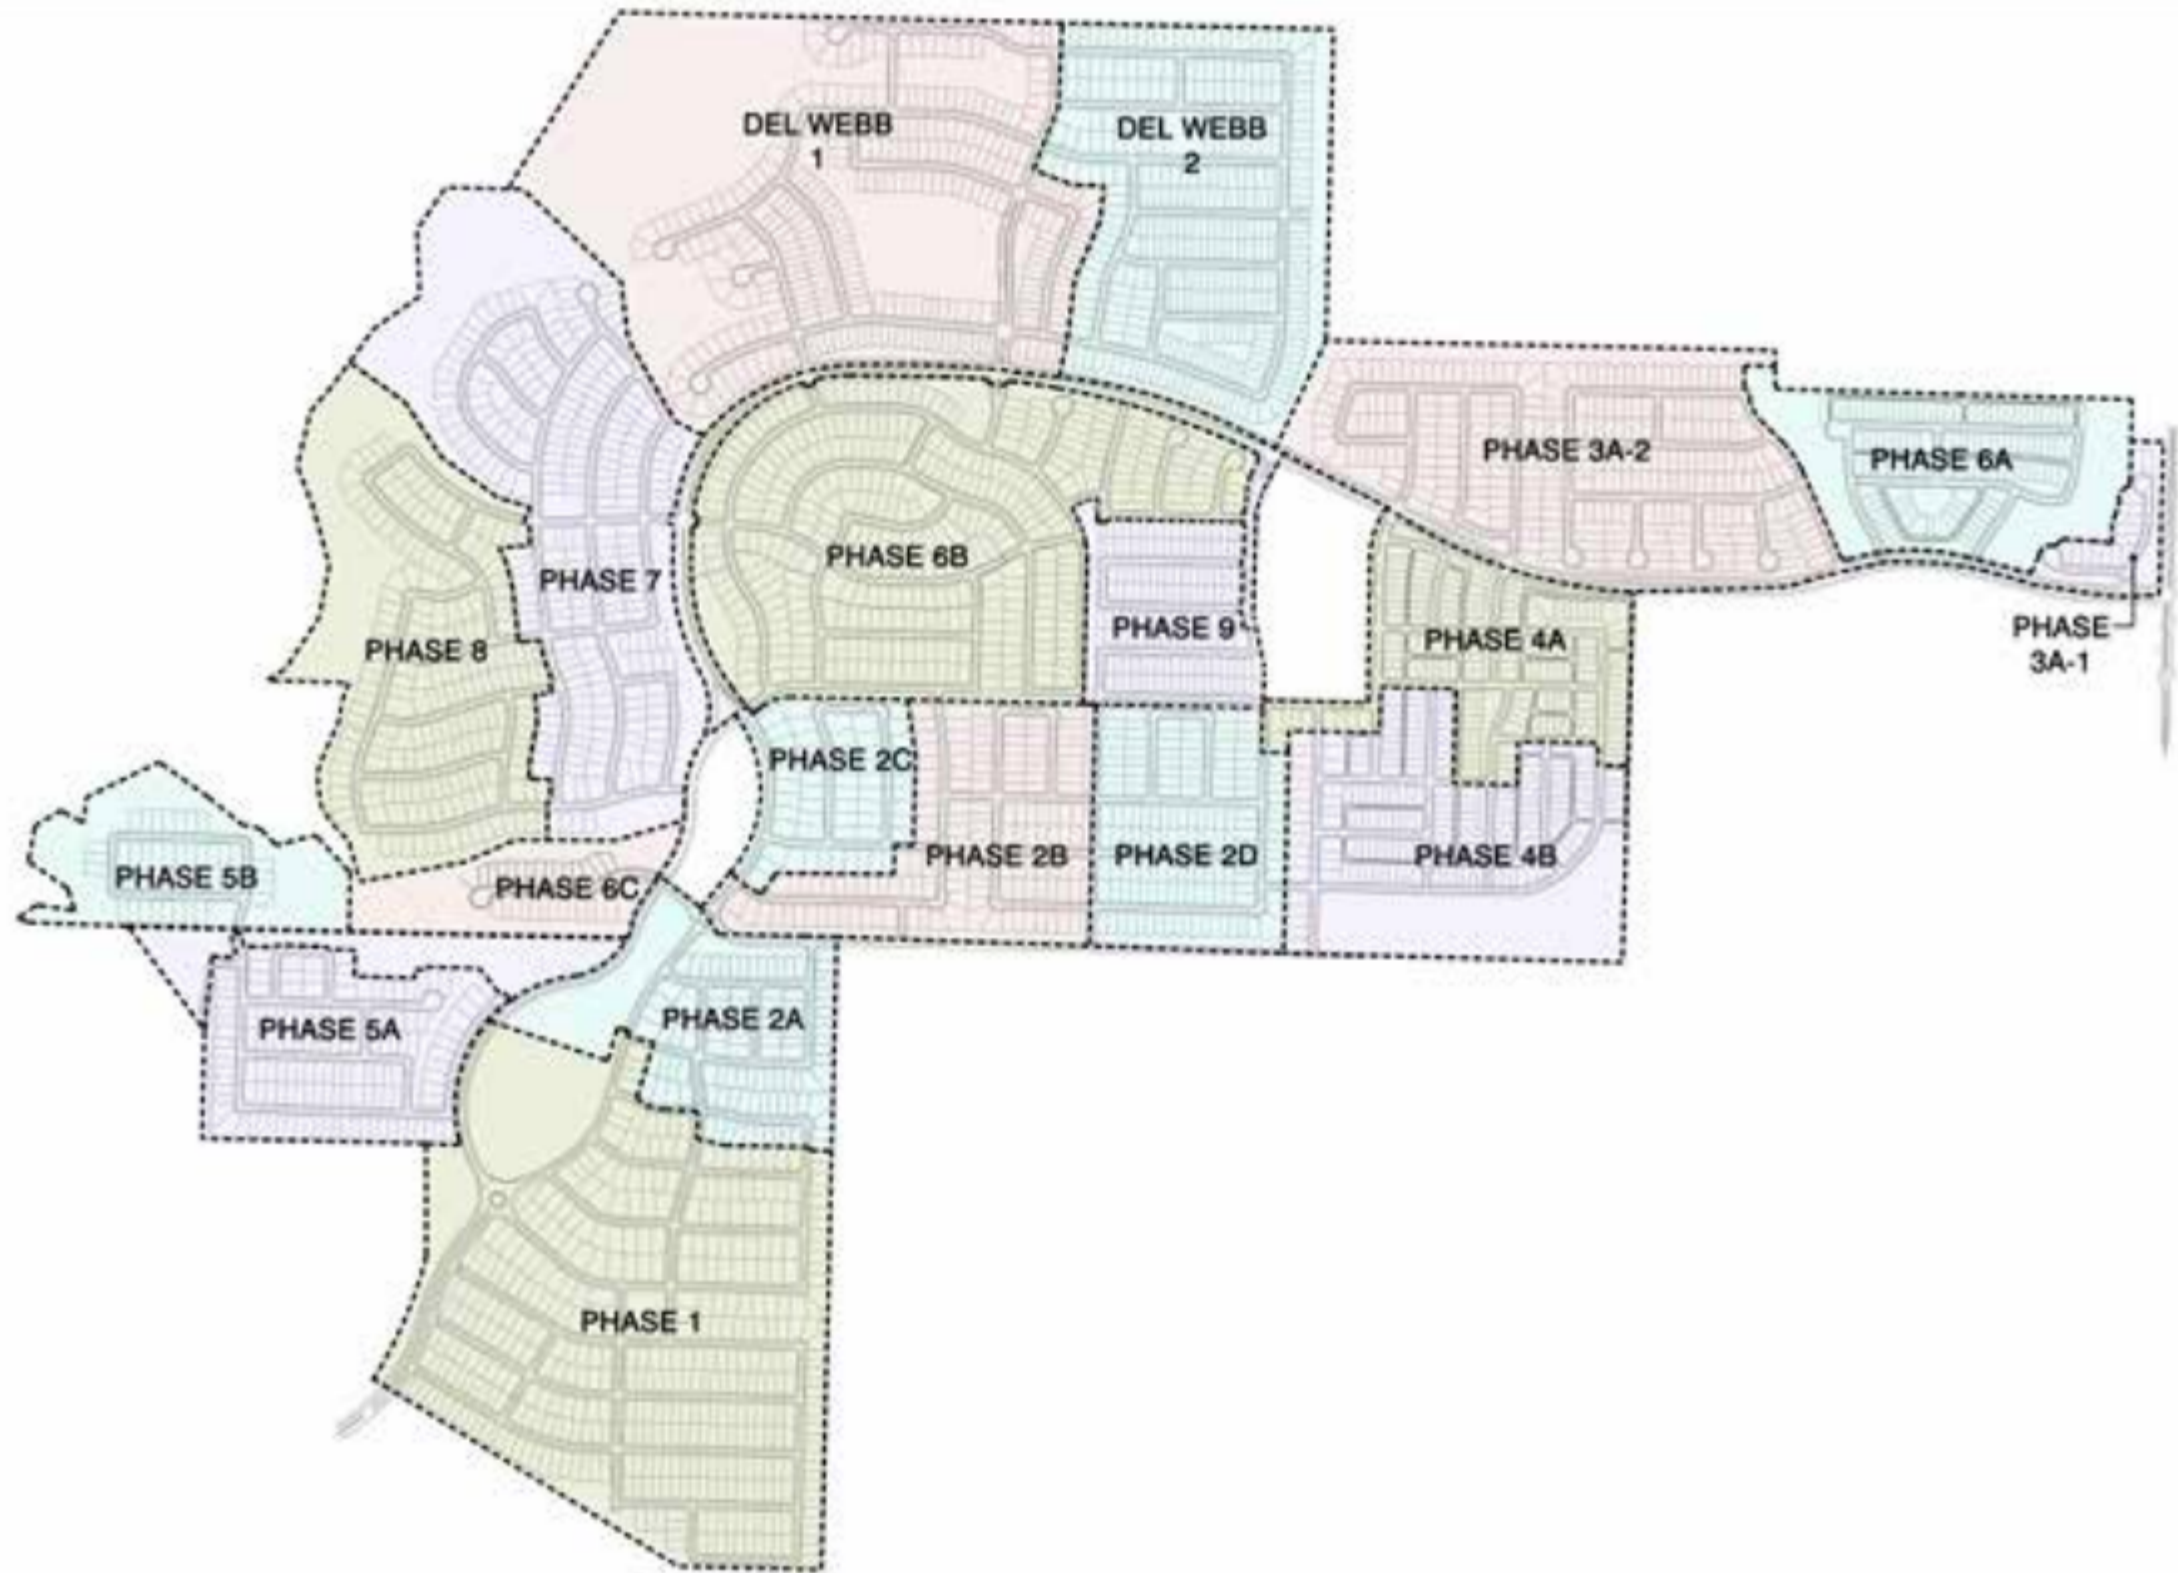 DEL WEBB
1
DEL WEBB
2
PHASE 3A-2
PHASE 6A
PHASE 6B
PHASE 7
PHASE 9
PHASE 4A
PHASE
3A-1
PHASE 8
PHASE 2C
PHASE 2B
PHASE 2D
PHASE 4B
PHASE 5B
PHASE 6C
PHASE 2A
PHASE 5A
PHASE 1